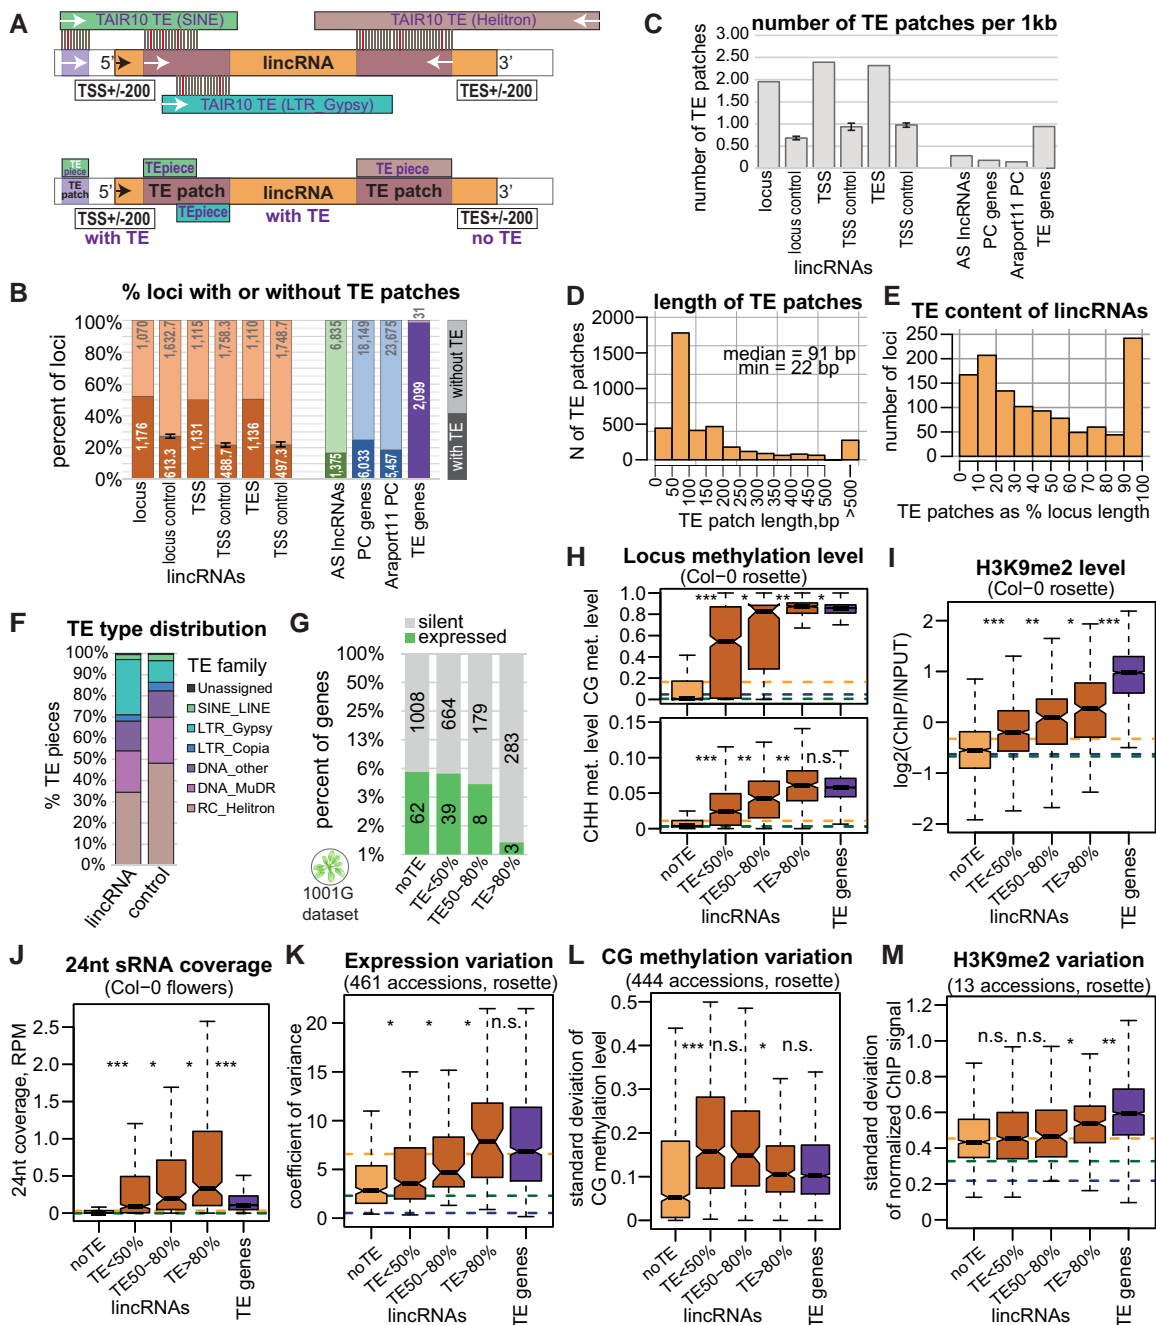 A
TAIR10 TE (SINE)
TAIR10 TE (Helitron)
5'
lincRNA
3'
TSS+/-200
TES+/-200
TAIR10 TE (LTR_Gypsy)
TE piece
TEpiece
TE piece
TE patch
5'
TE patch
lincRNA
TE patch
3'
TSS+/-200
TEpiece
with TE
TES+/-200
with TE
no TE
B
% loci with or without TE patches
percent of loci
100%
80%
60%
40%
20%
0%
1,070
1,632.7
1,115
1,758.3
1,110
1,748.7
6,835
18,149
23,675
31
1,176
613.3
1,131
488.7
1,136
497.3
1,375
6,033
5,457
2,099
without TE
with TE
locus
locus control
TSS
TSS control
TES
TSS control
AS lncRNAs
PC genes
Araport11 PC
TE genes
lincRNAs
C
number of TE patches per 1kb
number of TE patches
3.00
2.00
2.00
1.50
1.00
0.50
0
locus
locus control
TSS
TSS control
TES
TSS control
AS lncRNAs
PC genes
Araport11 PC
TE genes
lincRNAs
D
length of TE patches
N of TE patches
2000
1000
0
median = 91 bp
min = 22 bp
0
50
100
150
200
250
300
350
400
450
500
>500
TE patch length,bp
E
TE content of lincRNAs
number of loci
250
200
150
100
50
0
0
10
20
30
40
50
60
70
80
90
100
TE patches as % locus length
F
TE type distribution
% TE pieces
100%
90%
80%
70%
60%
50%
40%
30%
20%
10%
0%
TE family
Unassigned
SINE_LINE
LTR_Gypsy
LTR_Copia
DNA_other
DNA_MuDR
RC_Helitron
lincRNA
control
G
silent
expressed
percent of genes
100%
50%
25%
13%
6%
3%
2%
1%
1008
664
179
283
62
39
8
3
noTE
TE<50%
TE50−80%
TE>80%
1001G
dataset
H
Locus methylation level
(Col−0 rosette)
CG met. level
1.0
0.8
0.6
0.4
0.2
0
*** * ** *
CHH met. level
0.15
0.10
0.05
0
*** ** ** n.s.
noTE
TE<50%
TE50−80%
TE>80%
TE genes
lincRNAs
I
H3K9me2 level
(Col−0 rosette)
log2(ChIP/INPUT)
2
1
0
−1
−2
*** ** * ***
noTE
TE<50%
TE50−80%
TE>80%
TE genes
lincRNAs
J
24nt sRNA coverage
(Col−0 flowers)
24nt coverage, RPM
2.5
2.0
1.5
1.0
0.5
0
*** * * ***
noTE
TE<50%
TE50−80%
TE>80%
TE genes
lincRNAs
K
Expression variation
(461 accessions, rosette)
coefficient of variance
20
15
10
5
0
* * * n.s.
noTE
TE<50%
TE50−80%
TE>80%
TE genes
lincRNAs
L
CG methylation variation
(444 accessions, rosette)
standard deviation of
CG methylation level
0.5
0.4
0.3
0.2
0.1
0
*** n.s. * n.s.
noTE
TE<50%
TE50−80%
TE>80%
TE genes
lincRNAs
M
H3K9me2 variation
(13 accessions, rosette)
standard deviation
of normalized ChIP signal
1.2
1.0
0.8
0.6
0.4
0.2
0
n.s. n.s. * **
noTE
TE<50%
TE50−80%
TE>80%
TE genes
lincRNAs